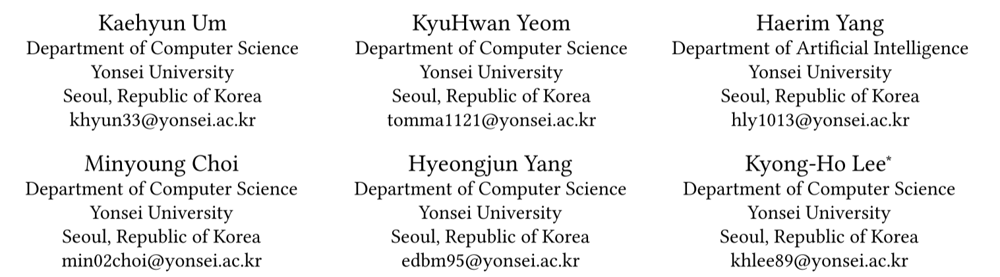 Kaehyun Um
Department of Computer Science
Yonsei University
Seoul, Republic of Korea
khyun33@yonsei.ac.kr
KyuHwan Yeom
Department of Computer Science
Yonsei University
Seoul, Republic of Korea
tomma1121@yonsei.ac.kr
Haerim Yang
Department of Artificial Intelligence
Yonsei University
Seoul, Republic of Korea
hly1013@yonsei.ac.kr
Minyoung Choi
Department of Computer Science
Yonsei University
Seoul, Republic of Korea
min02choi@yonsei.ac.kr
Hyeongjun Yang
Department of Computer Science
Yonsei University
Seoul, Republic of Korea
edbm95@yonsei.ac.kr
Kyong-Ho Lee*
Department of Computer Science
Yonsei University
Seoul, Republic of Korea
khlee89@yonsei.ac.kr